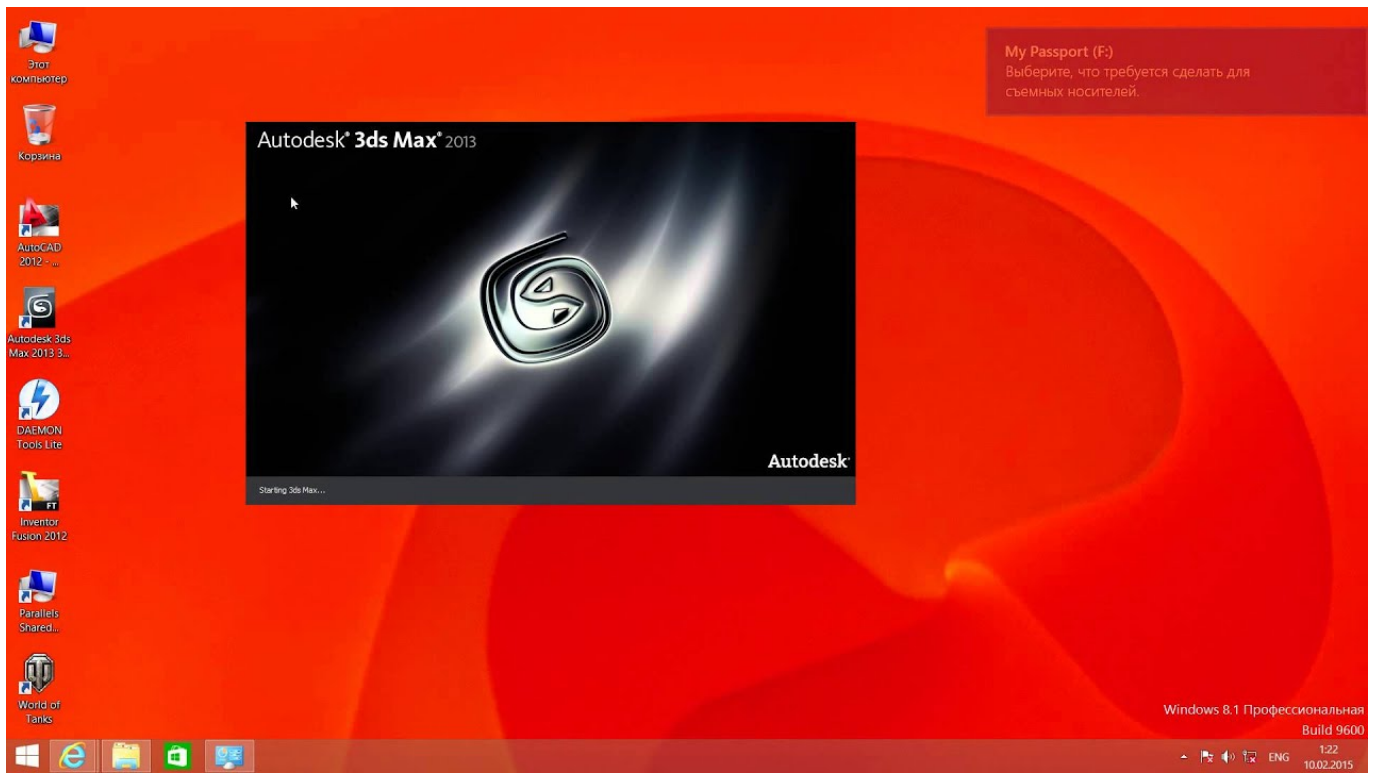 Этот
компьютер
Корзина
AutoCAD
2012 - ...
Autodesk 3ds
Max 2013 3...
DAEMON
Tools Lite
FT
Inventor
Fusion 2012
Parallels
Shared...
World of
Tanks
Autodesk® 3ds Max® 2013
Autodesk®
Starting 3ds Max...
My Passport (F:)
Выберите, что требуется сделать для
съемных носителей.
Windows 8.1 Профессиональная
Build 9600
ENG
1:22
10.02.2015